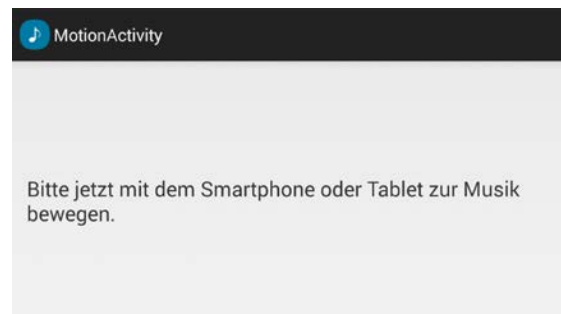 MotionActivity
Bitte jetzt mit dem Smartphone oder Tablet zur Musik
bewegen.